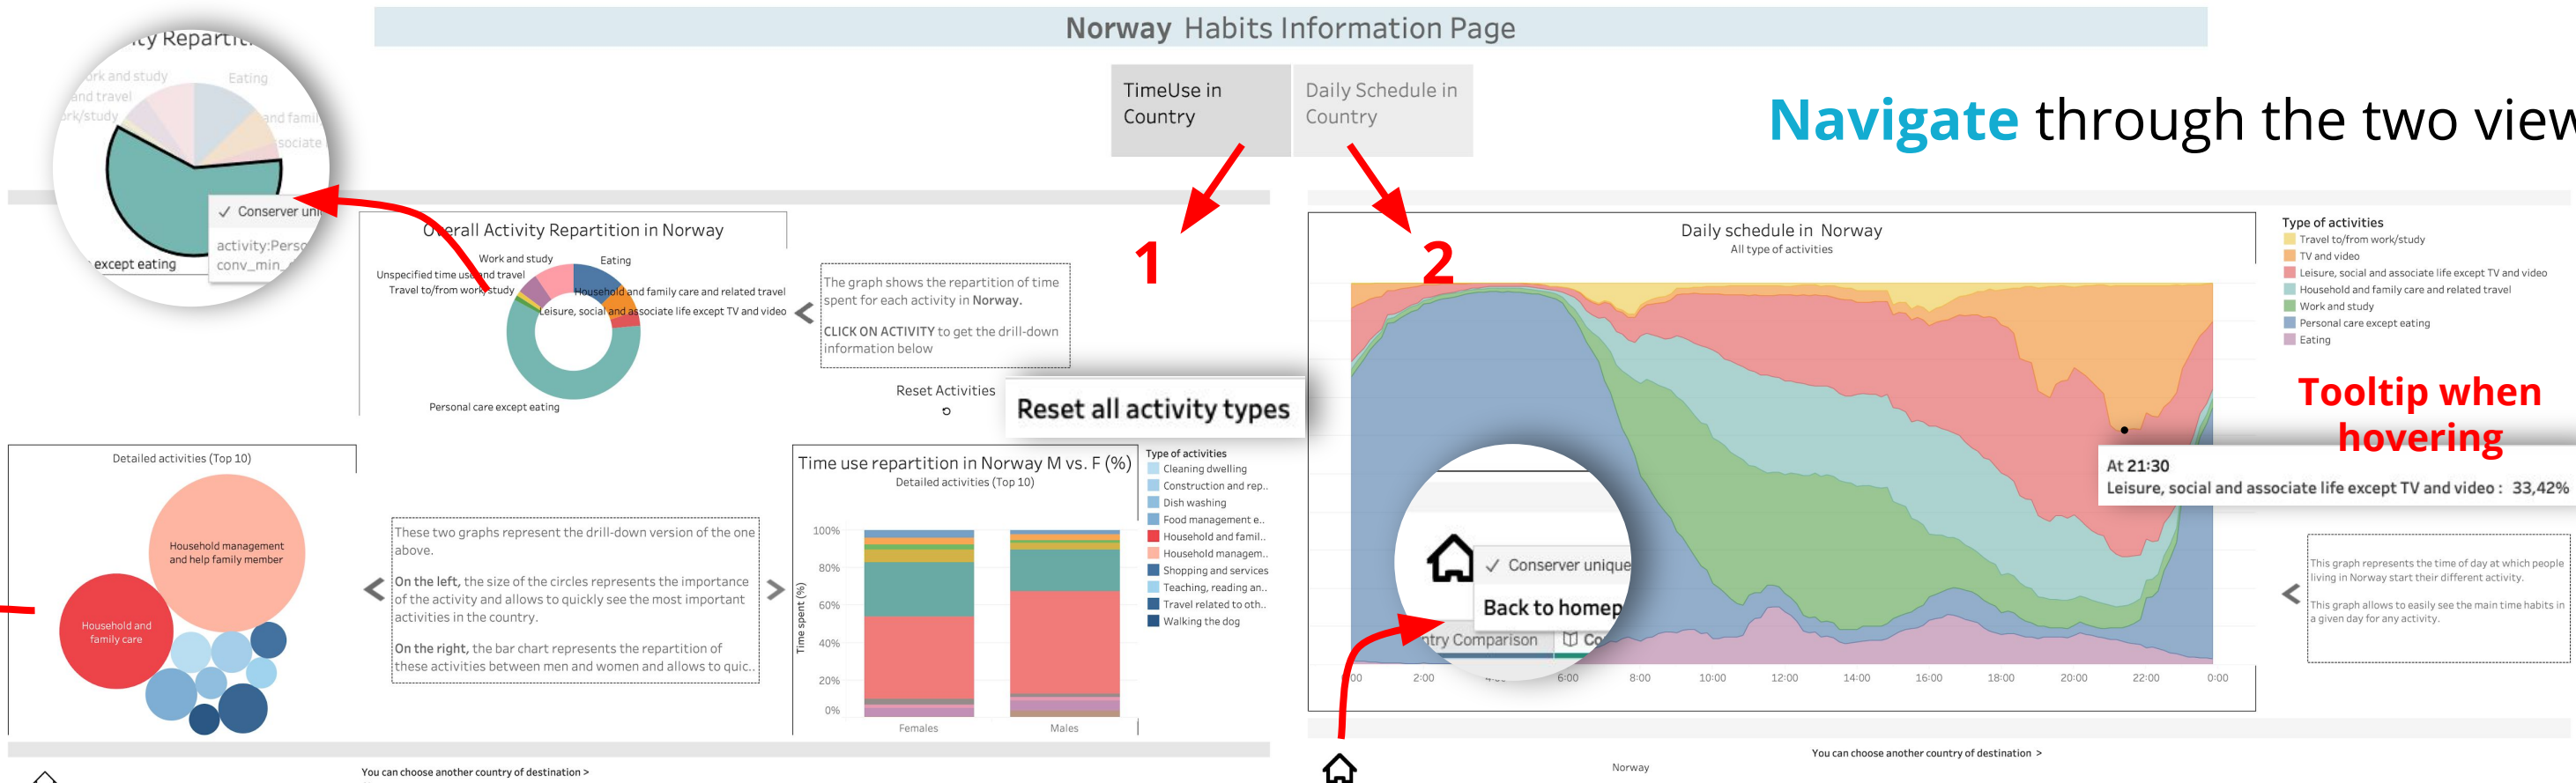 Norway Habits Information Page
TimeUse in
Country
Daily Schedule in
Country
Navigate through the two view
ty Repartit
ork and study
Eating
and travel
ork/study
and famil
sociate
✓ Conserver uni
activity:Perso
conv_min_
except eating
Overall Activity Repartition in Norway
Work and study
Eating
Unspecified time use and travel
Travel to/from work/study
Household and family care and related travel
Leisure, social and associate life except TV and video
Personal care except eating
<
The graph shows the repartition of time
spent for each activity in Norway.
CLICK ON ACTIVITY to get the drill-down
information below
Reset Activities
Reset all activity types
1
2
Detailed activities (Top 10)
Household management
and help family member
Household and
family care
<
These two graphs represent the drill-down version of the one
above.
On the left, the size of the circles represents the importance
of the activity and allows to quickly see the most important
activities in the country.
On the right, the bar chart represents the repartition of
these activities between men and women and allows to quic..
>
Time use repartition in Norway M vs. F (%)
Detailed activities (Top 10)
Time spent (%)
100%
80%
60%
40%
20%
0%
Females
Males
Type of activities
Cleaning dwelling
Construction and rep..
Dish washing
Food management e..
Household and famil..
Household managem..
Shopping and services
Teaching, reading an..
Travel related to oth..
Walking the dog
You can choose another country of destination >
Daily schedule in Norway
All type of activities
Type of activities
Travel to/from work/study
TV and video
Leisure, social and associate life except TV and video
Household and family care and related travel
Work and study
Personal care except eating
Eating
Tooltip when
hovering
At 21:30
Leisure, social and associate life except TV and video : 33,42%
✓ Conserver unique
Back to homep
ntry Comparison
Co
:00
2:00
6:00
8:00
10:00
12:00
14:00
16:00
18:00
20:00
22:00
0:00
<
This graph represents the time of day at which people
living in Norway start their different activity.
This graph allows to easily see the main time habits in
a given day for any activity.
You can choose another country of destination >
Norway